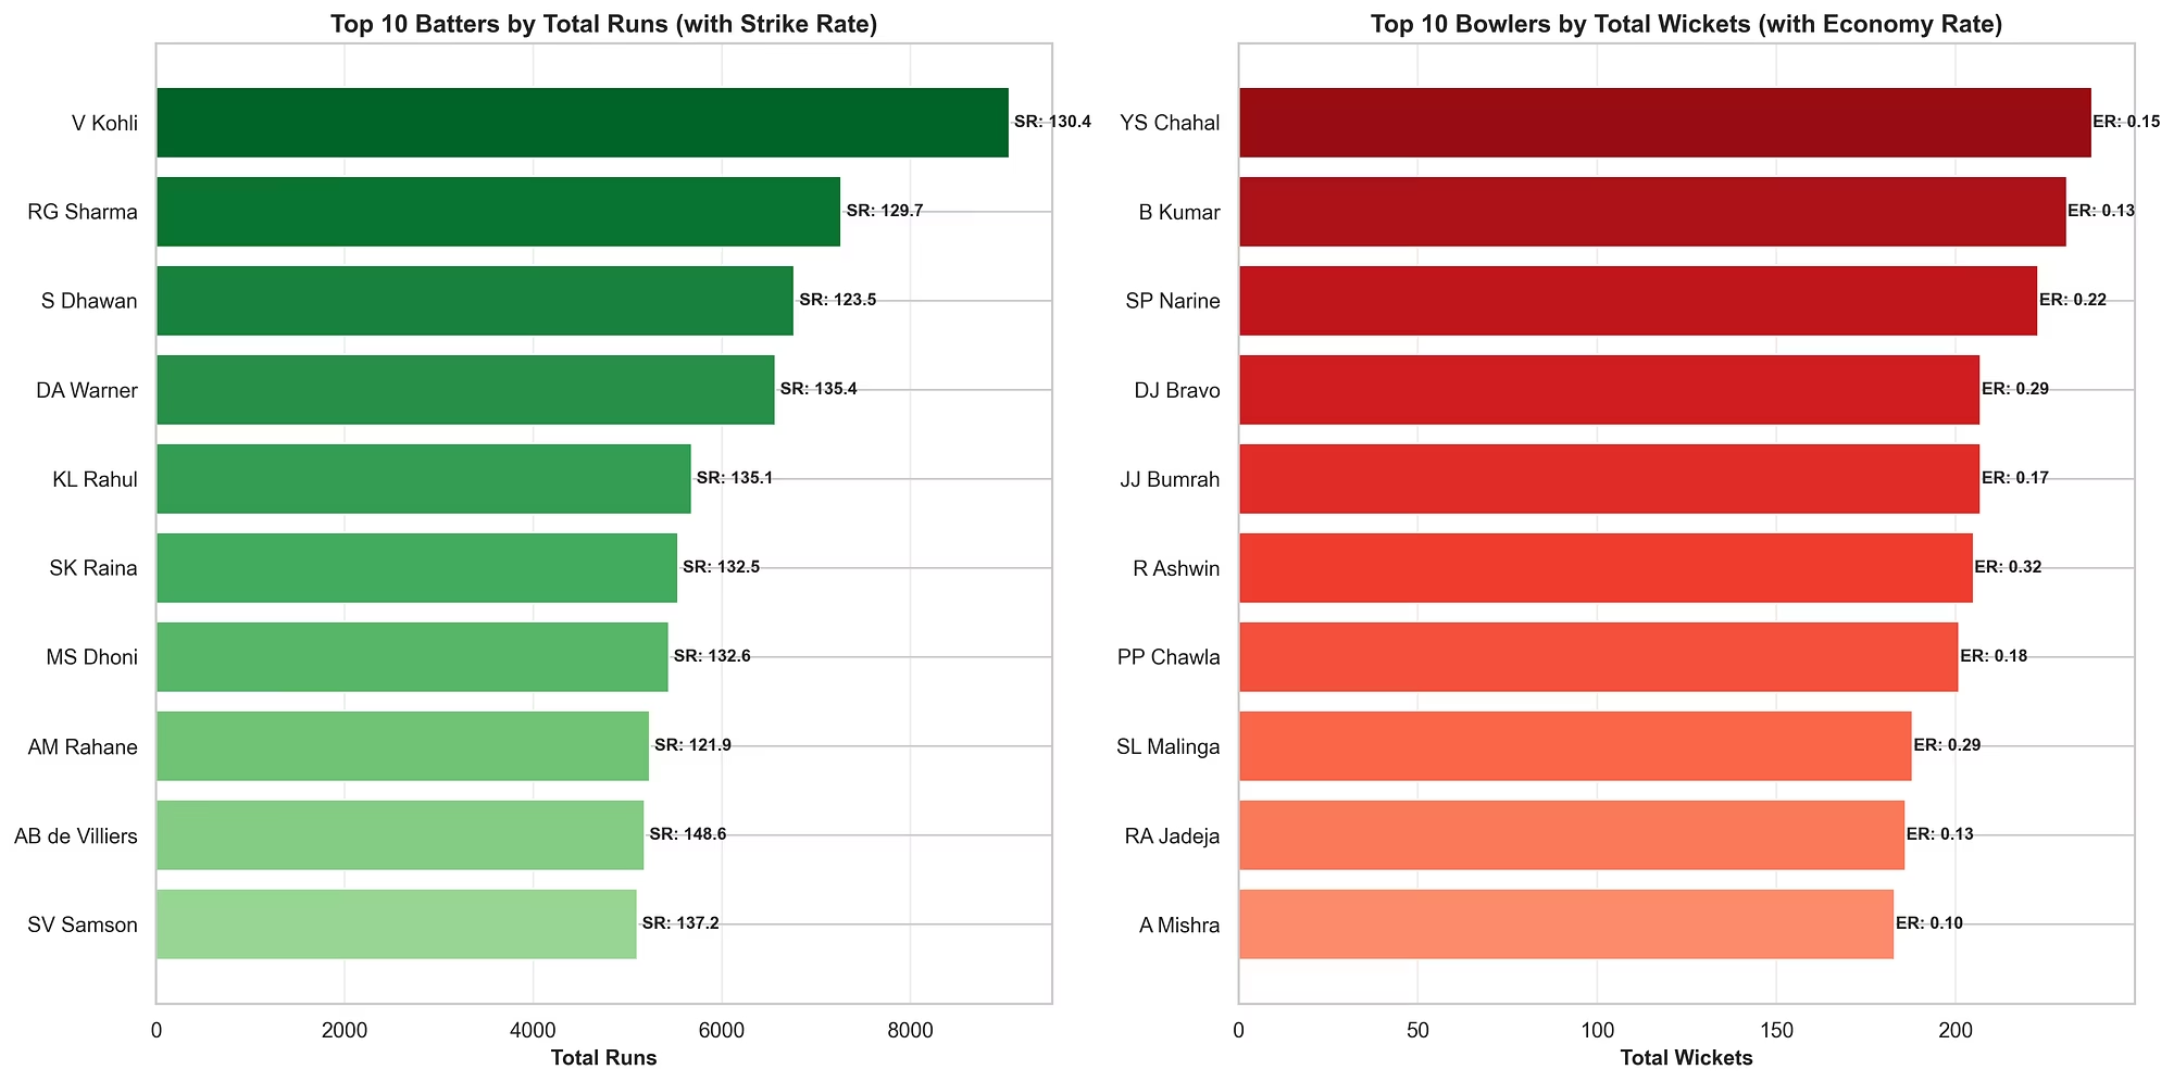 Top 10 Batters by Total Runs (with Strike Rate)
V Kohli SR: 130.4
RG Sharma SR: 129.7
S Dhawan SR: 123.5
DA Warner SR: 135.4
KL Rahul SR: 135.1
SK Raina SR: 132.5
MS Dhoni SR: 132.6
AM Rahane SR: 121.9
AB de Villiers SR: 148.6
SV Samson SR: 137.2
0 2000 4000 6000 8000
Total Runs
Top 10 Bowlers by Total Wickets (with Economy Rate)
YS Chahal ER: 0.15
B Kumar ER: 0.13
SP Narine ER: 0.22
DJ Bravo ER: 0.29
JJ Bumrah ER: 0.17
R Ashwin ER: 0.32
PP Chawla ER: 0.18
SL Malinga ER: 0.29
RA Jadeja ER: 0.13
A Mishra ER: 0.10
0 50 100 150 200
Total Wickets